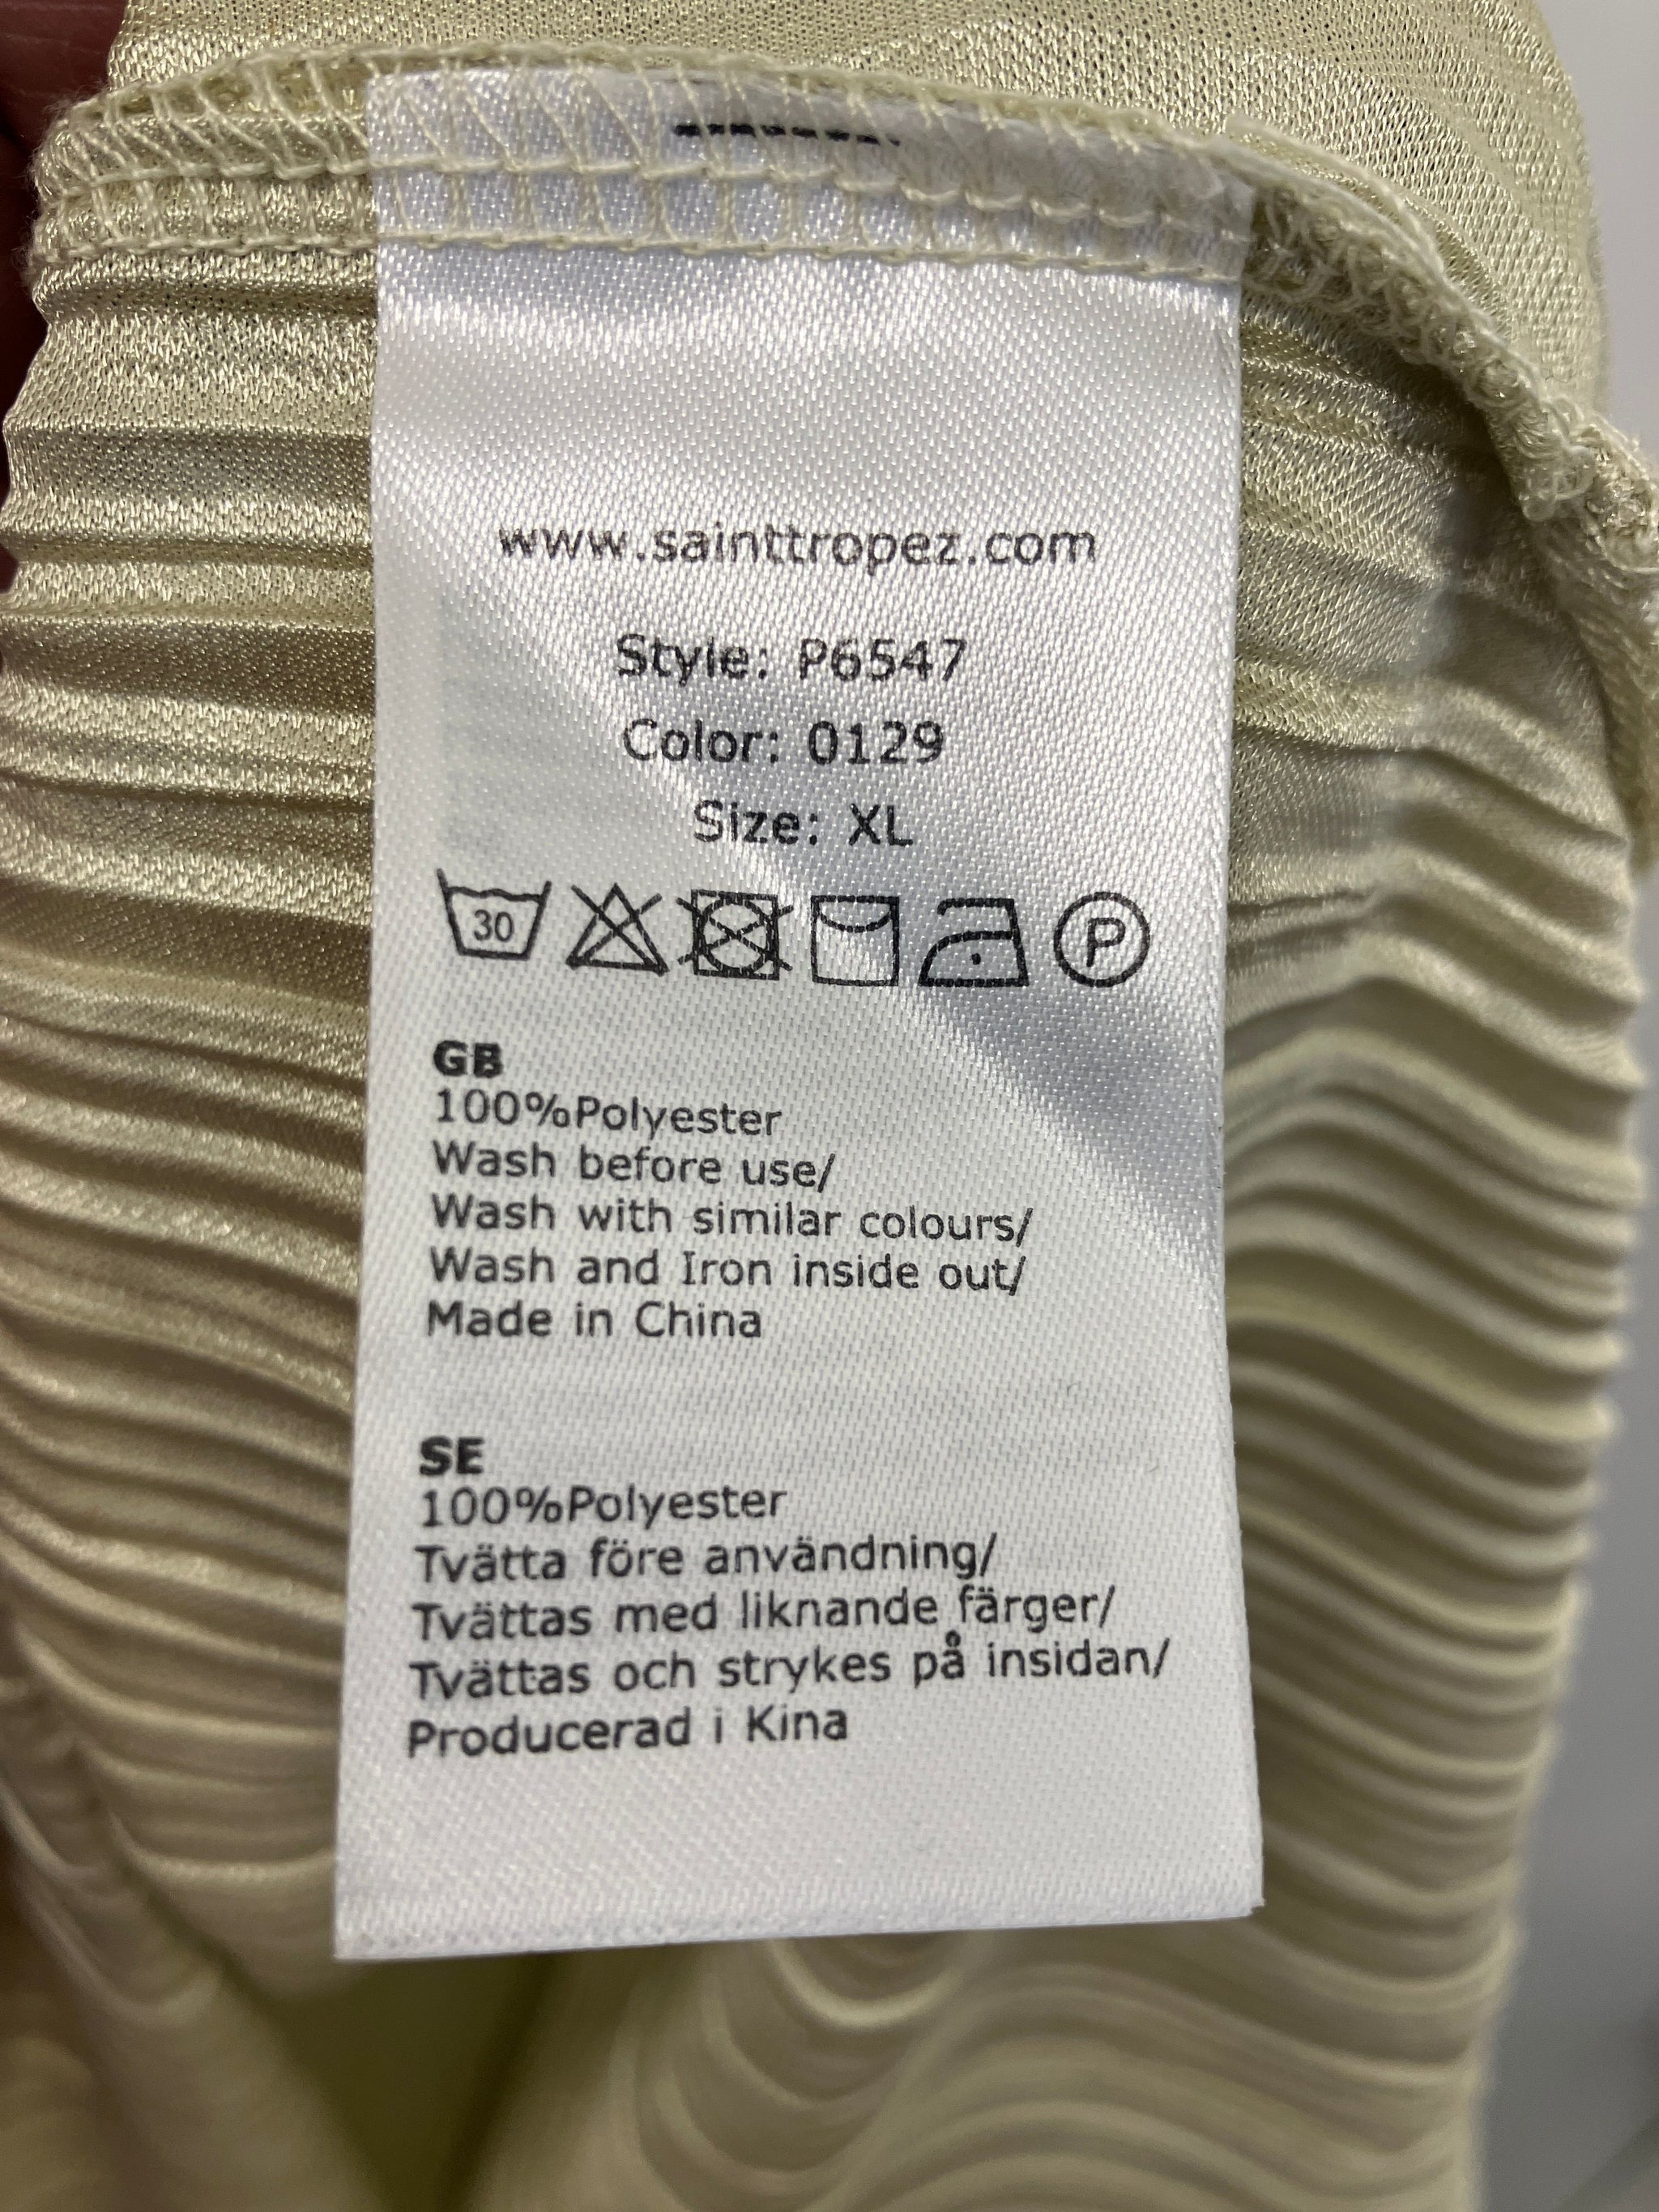 www.sainttropez.com
Style: P6547
Color: 0129
Size: XL
30 P
GB
100%Polyester
Wash before use/
Wash with similar colours/
Wash and Iron inside out/
Made in China
SE
100%Polyester
Tvätta före användning/
Tvättas med liknande färger/
Tvättas och strykes på insidan/
Producerad i Kina